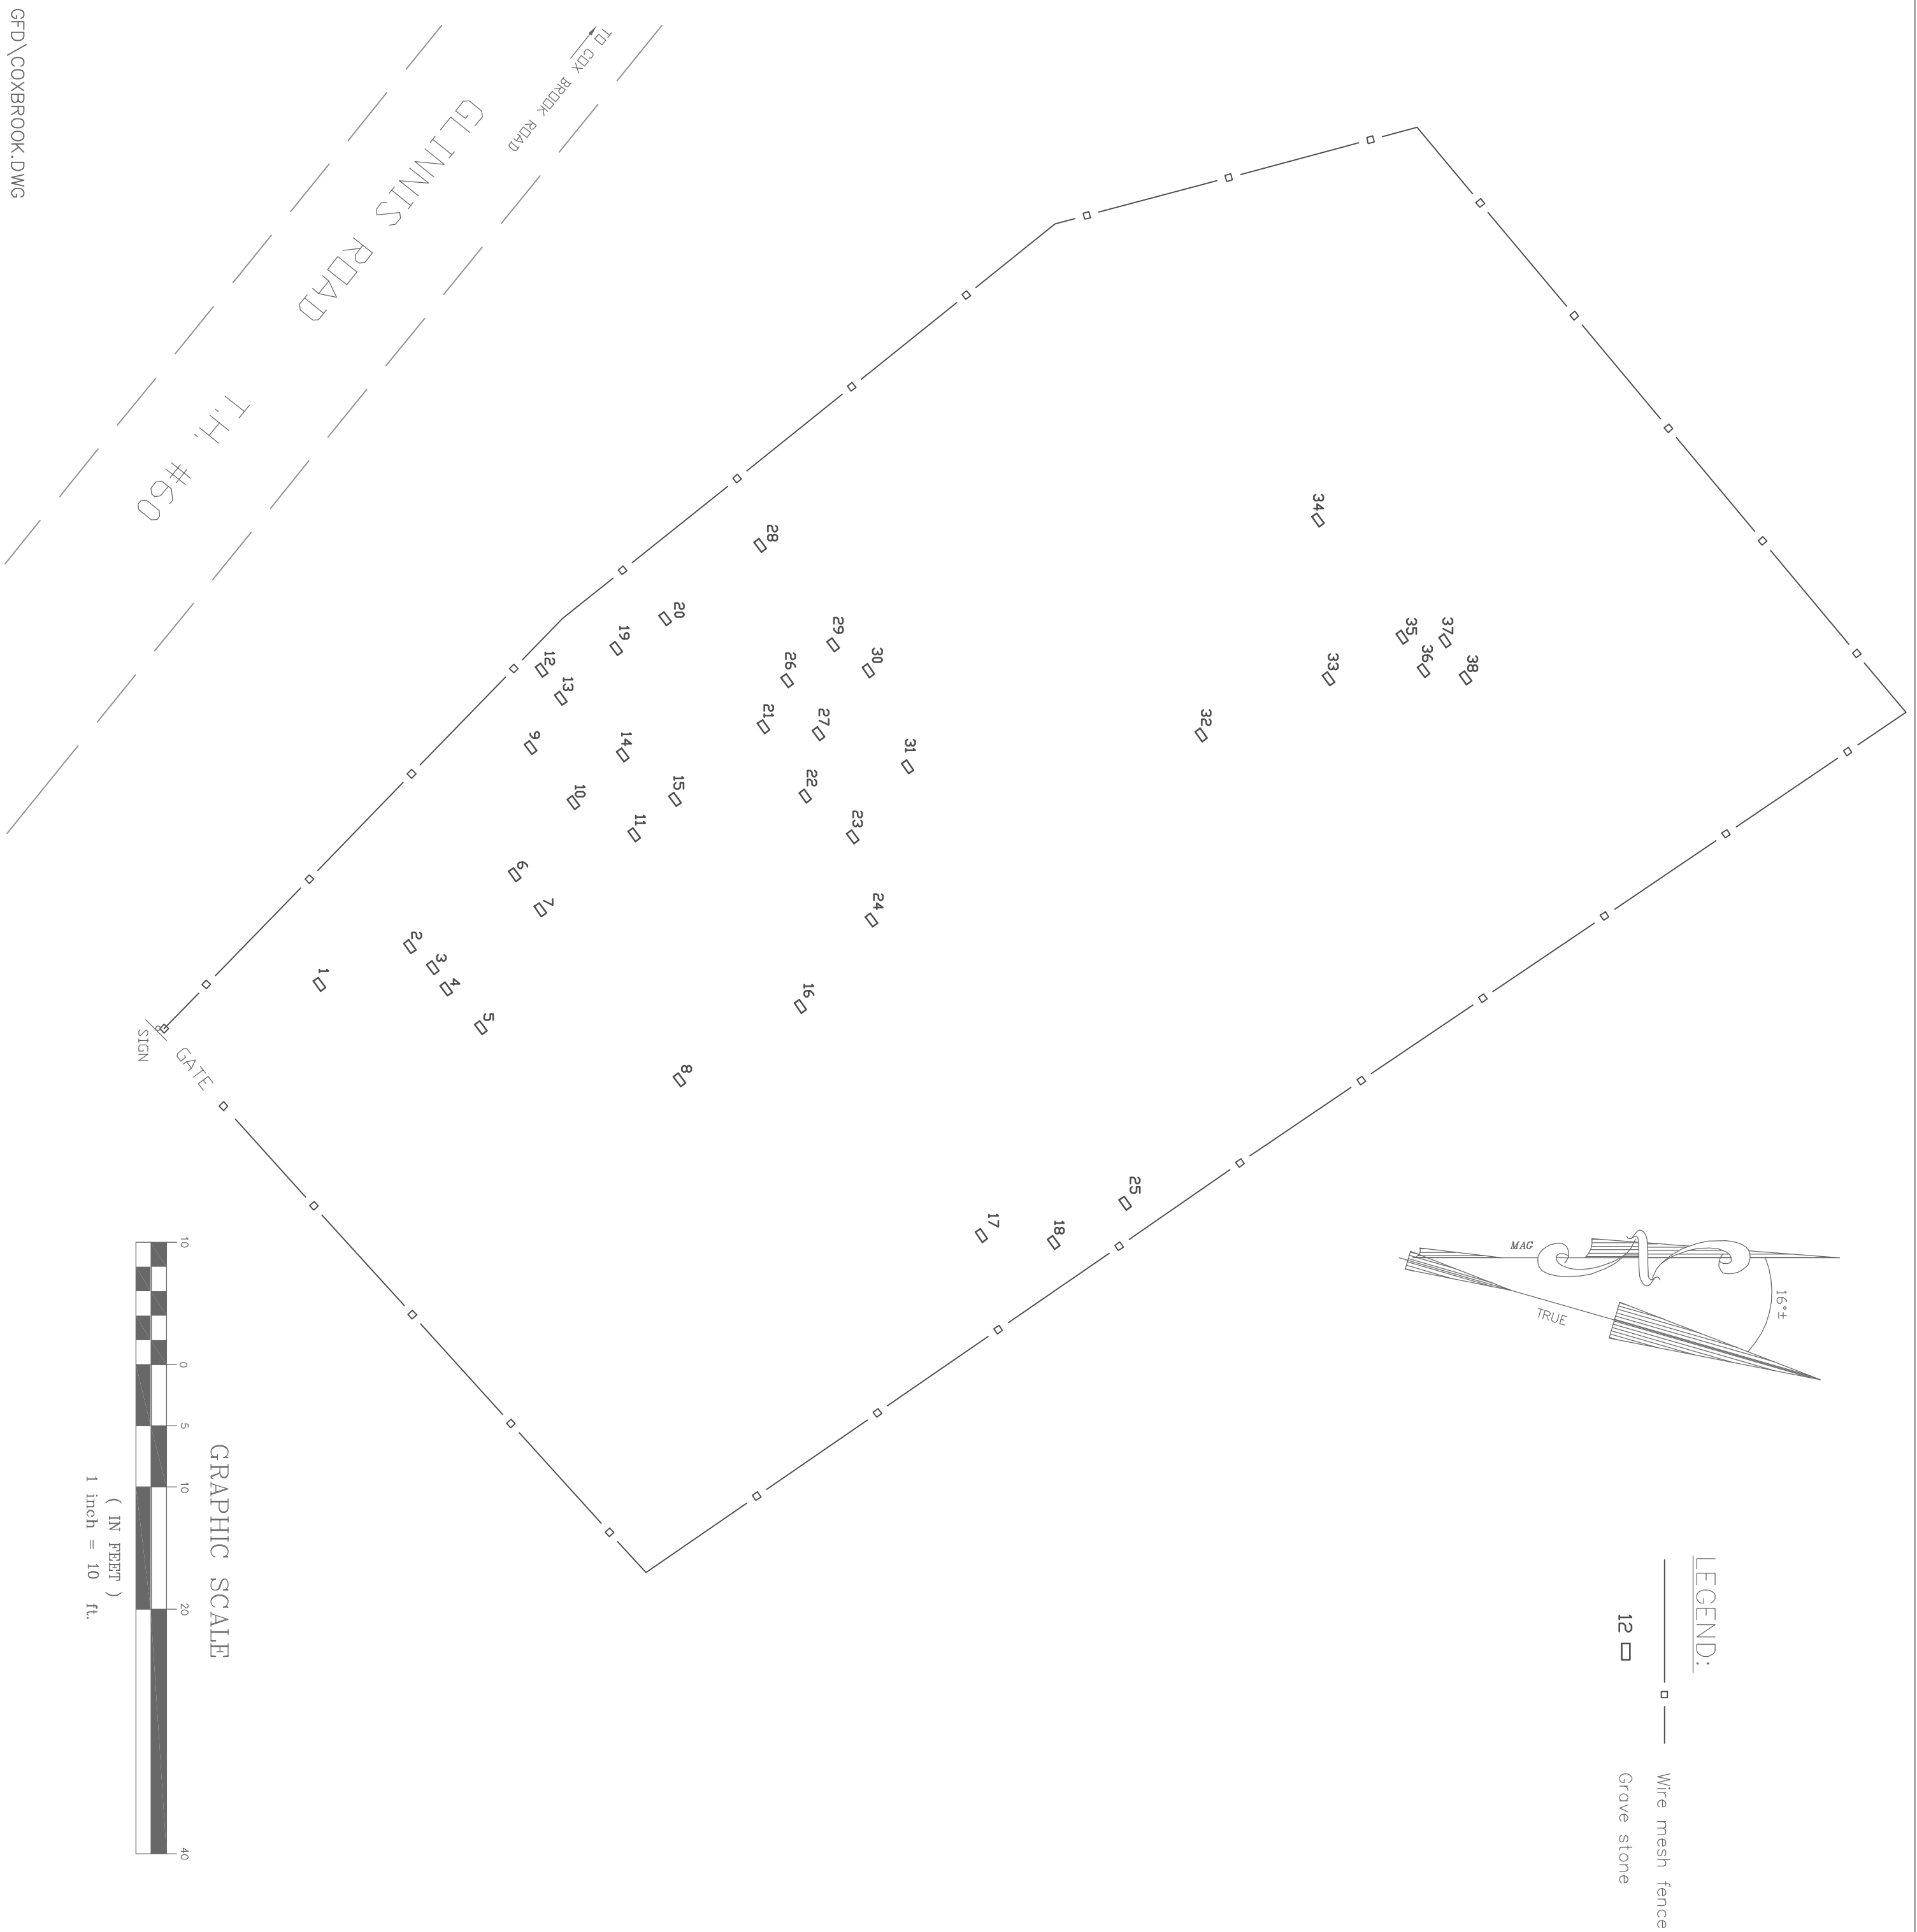 TO COX BROOK ROAD
GLINNIS ROAD
T.H. #60
34
28
37
35
38
36
20
29
19
30
33
12
26
13
32
21
27
14
31
9
22
15
10
23
11
6
24
7
2
3
1
4
16
5
8
SIGN
GATE
25
17
18
MAG
TRUE
16°±
LEGEND:
Wire mesh fence
12 Grave stone
GRAPHIC SCALE
10 0 5 10 20 40
( IN FEET )
1 inch = 10 ft.
GFD\COXBROOK.DWG